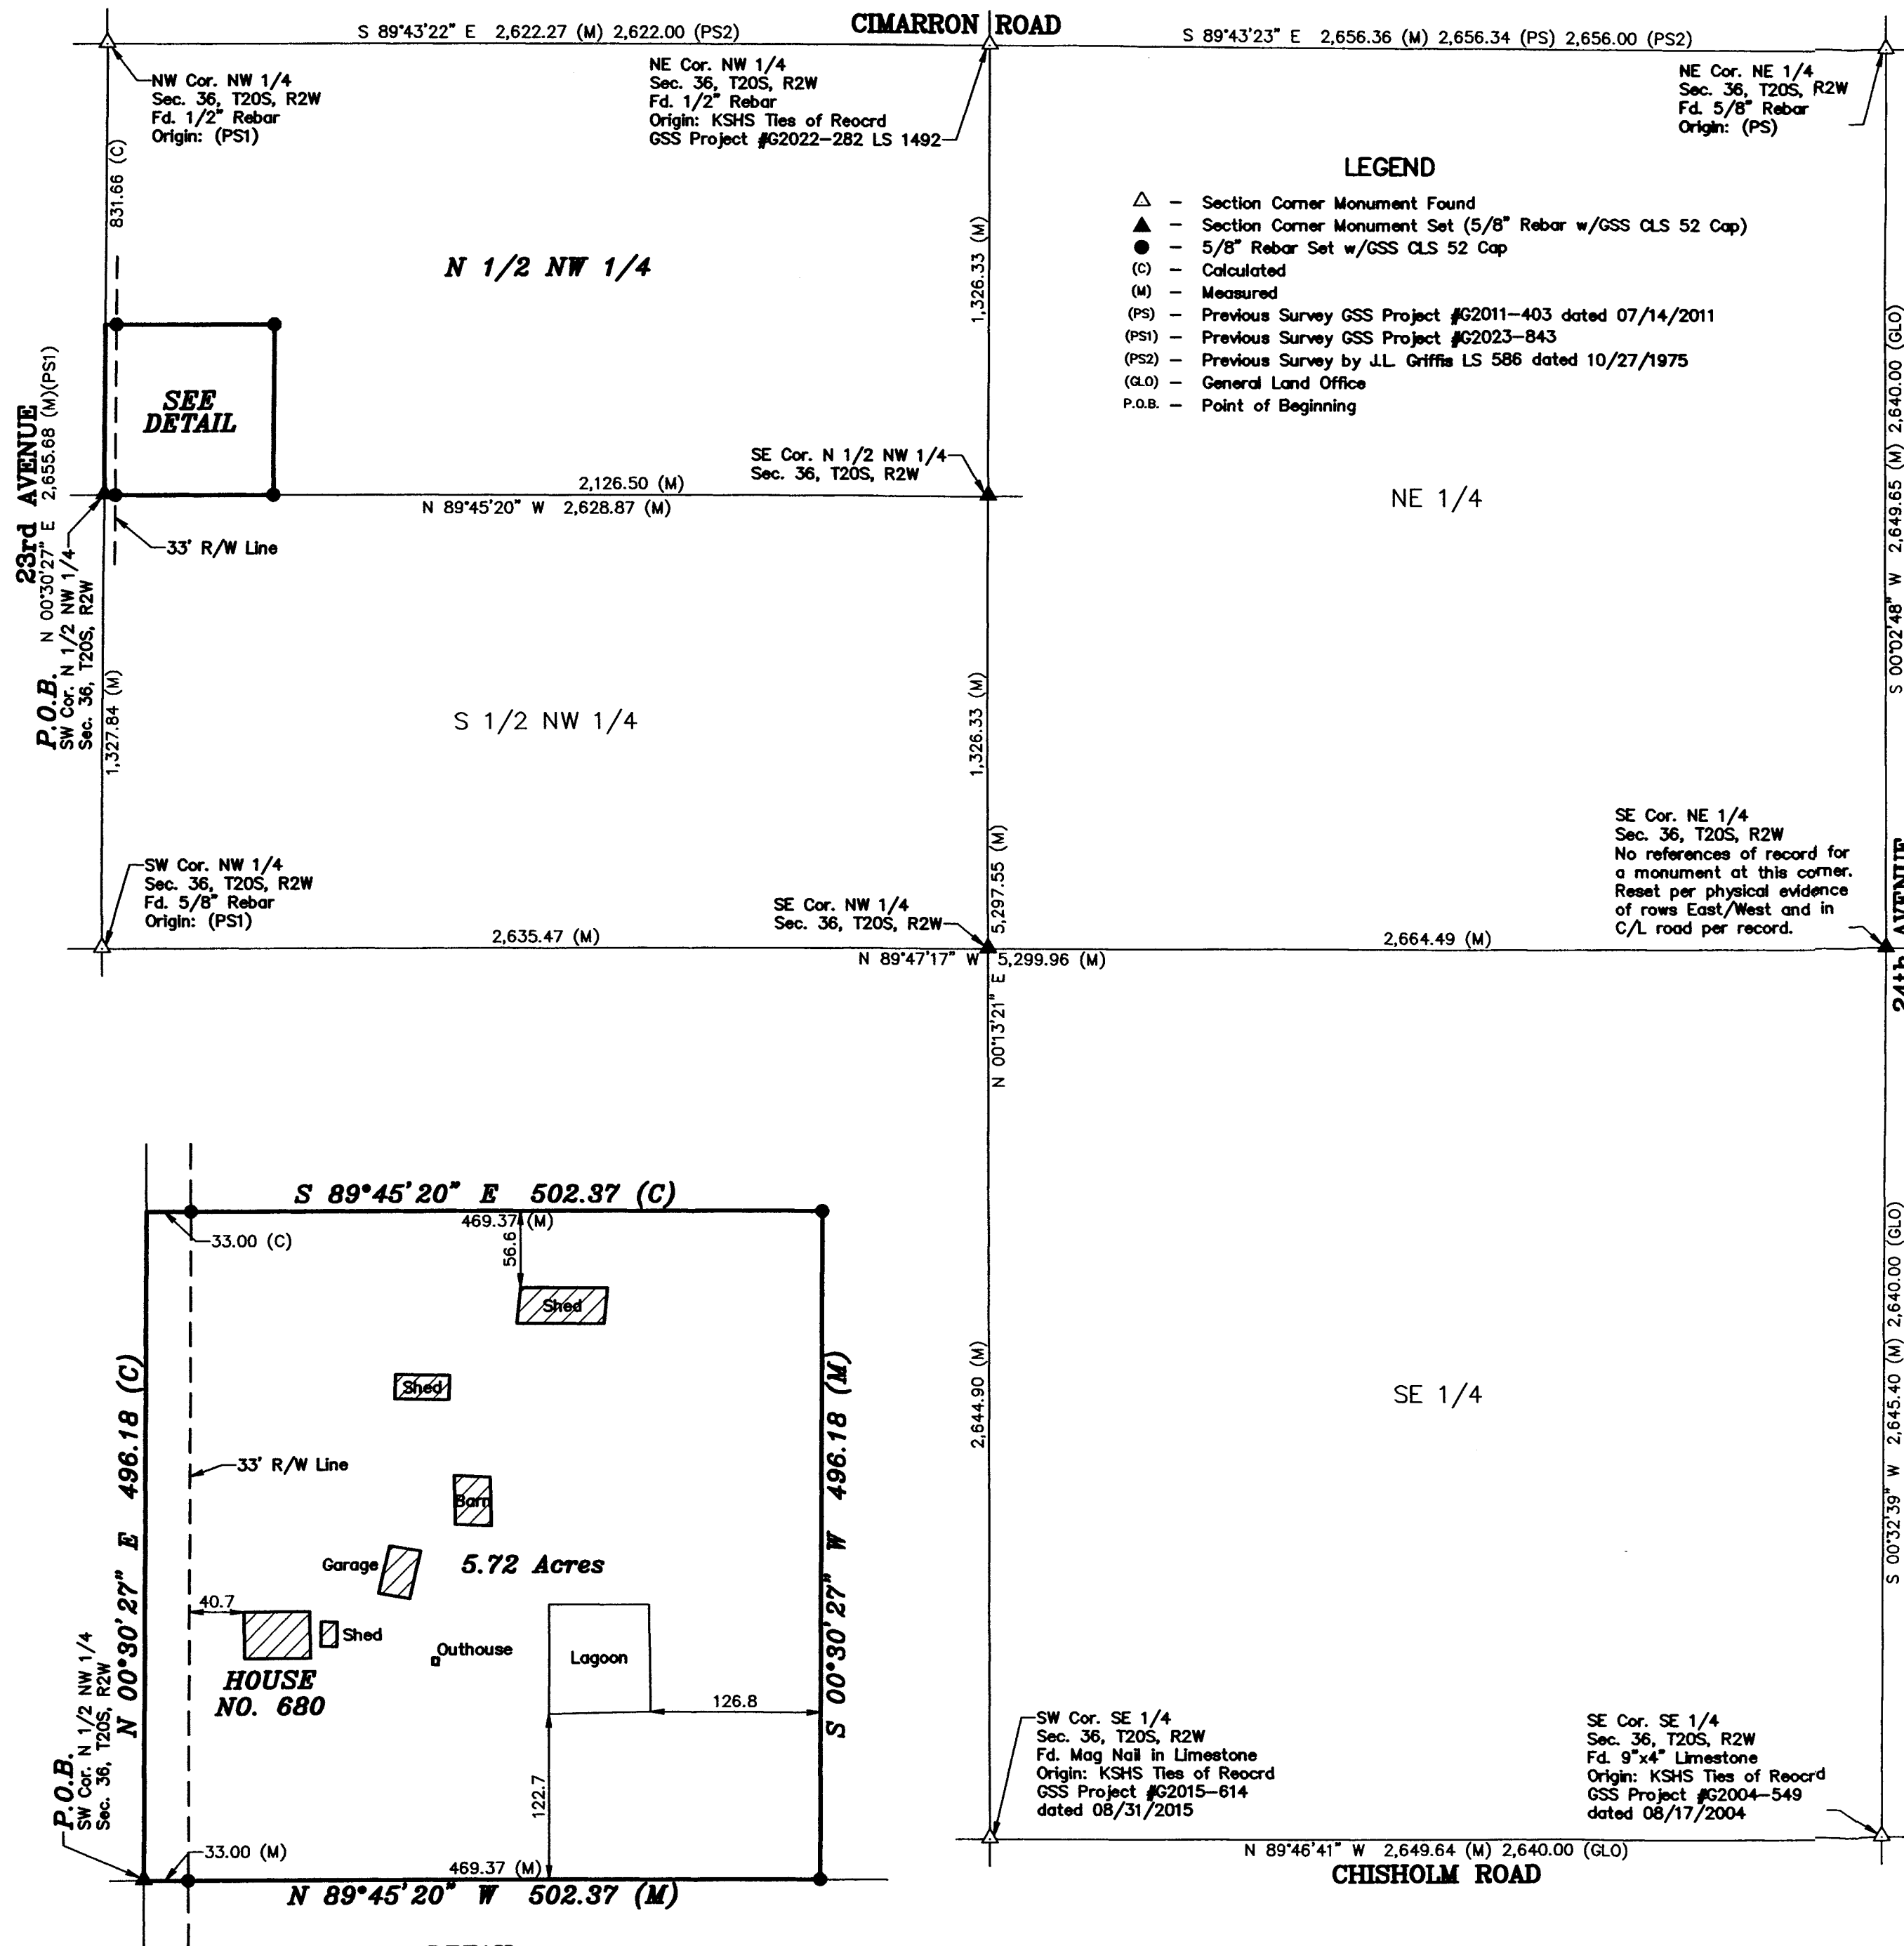 CIMARRON ROAD
S 89°43'22" E 2,622.27 (M) 2,622.00 (PS2)
S 89°43'23" E 2,656.36 (M) 2,656.34 (PS) 2,656.00 (PS2)
NW Cor. NW 1/4
Sec. 36, T20S, R2W
Fd. 1/2" Rebar
Origin: (PS1)
NE Cor. NW 1/4
Sec. 36, T20S, R2W
Fd. 1/2" Rebar
Origin: KSHS Ties of Reocrd
GSS Project #G2022-282 LS 1492
NE Cor. NE 1/4
Sec. 36, T20S, R2W
Fd. 5/8" Rebar
Origin: (PS)
LEGEND
△ - Section Corner Monument Found
▲ - Section Corner Monument Set (5/8" Rebar w/GSS CLS 52 Cap)
● - 5/8" Rebar Set w/GSS CLS 52 Cap
(C) - Calculated
(M) - Measured
(PS) - Previous Survey GSS Project #G2011-403 dated 07/14/2011
(PS1) - Previous Survey GSS Project #G2023-843
(PS2) - Previous Survey by J.L. Griffis LS 586 dated 10/27/1975
(GLO) - General Land Office
P.O.B. - Point of Beginning
831.66 (C)
N 1/2 NW 1/4
1,326.33 (M)
SEE
DETAIL
23rd AVENUE
N 00°30'27" E 2,655.68 (M)(PS1)
SE Cor. N 1/2 NW 1/4
Sec. 36, T20S, R2W
2,126.50 (M)
N 89°45'20" W 2,628.87 (M)
33' R/W Line
NE 1/4
S 00°02'48" W 2,649.65 (M) 2,640.00 (GLO)
P.O.B.
SW Cor. N 1/2 NW 1/4
Sec. 36, T20S, R2W
1,327.84 (M)
S 1/2 NW 1/4
1,326.33 (M)
SW Cor. NW 1/4
Sec. 36, T20S, R2W
Fd. 5/8" Rebar
Origin: (PS1)
SE Cor. NW 1/4
Sec. 36, T20S, R2W
SE Cor. NE 1/4
Sec. 36, T20S, R2W
No references of record for
a monument at this corner.
Reset per physical evidence
of rows East/West and in
C/L road per record.
24th AVENUE
2,635.47 (M)
2,664.49 (M)
N 89°47'17" W 5,299.96 (M)
N 00°13'21" E 5,297.55 (M)
S 89°45'20" E 502.37 (C)
469.37 (M)
33.00 (C)
56.6
Shed
Shed
33' R/W Line
N 00°30'27" E 496.18 (C)
S 00°30'27" W 496.18 (M)
Barn
Garage
5.72 Acres
40.7
Shed
Outhouse
Lagoon
HOUSE
NO. 680
126.8
122.7
P.O.B.
SW Cor. N 1/2 NW 1/4
Sec. 36, T20S, R2W
33.00 (M)
469.37 (M)
N 89°45'20" W 502.37 (M)
2,644.90 (M)
SE 1/4
S 00°32'39" W 2,645.40 (M) 2,640.00 (GLO)
SW Cor. SE 1/4
Sec. 36, T20S, R2W
Fd. Mag Nail in Limestone
Origin: KSHS Ties of Reocrd
GSS Project #G2015-614
dated 08/31/2015
SE Cor. SE 1/4
Sec. 36, T20S, R2W
Fd. 9"x4" Limestone
Origin: KSHS Ties of Reocrd
GSS Project #G2004-549
dated 08/17/2004
N 89°46'41" W 2,649.64 (M) 2,640.00 (GLO)
CHISHOLM ROAD